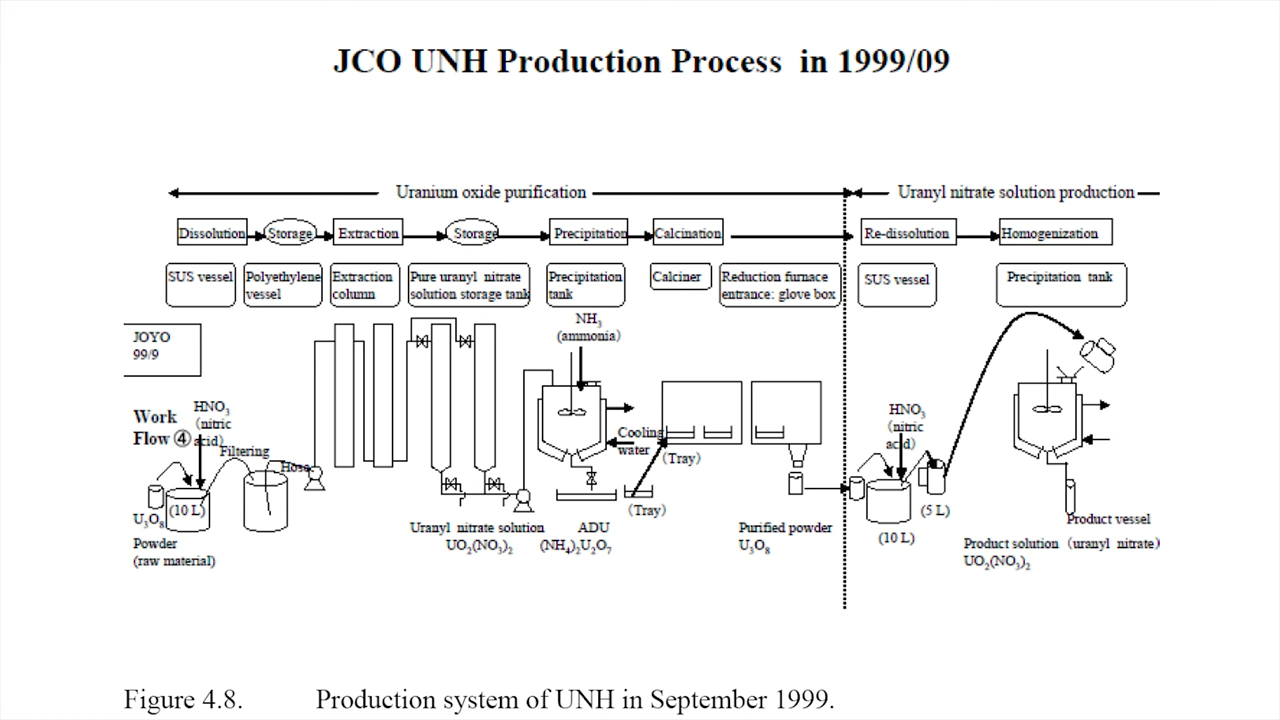 JCO UNH Production Process in 1999/09
Uranium oxide purification
Uranyl nitrate solution production
Dissolution
Storage
Extraction
Storage
Precipitation
Calcination
Re-dissolution
Homogenization
SUS vessel
Polyethylene
vessel
Extraction
column
Pure uranyl nitrate
solution storage tank
Precipitation
tank
Calciner
Reduction furnace
entrance: glove box
SUS vessel
Precipitation tank
JOYO
99/9
NH3
(ammonia)
Work
Flow ④
HNO3
(nitric
acid)
Filtering
Hose
Cooling
water
(Tray)
(Tray)
HNO3
(nitric
acid)
U3O8
(10 L)
Powder
(raw material)
Uranyl nitrate solution
UO2(NO3)2
ADU
(NH4)2U2O7
Purified powder
U3O8
(5 L)
(10 L)
Product vessel
Product solution (uranyl nitrate)
UO2(NO3)2
Figure 4.8. Production system of UNH in September 1999.